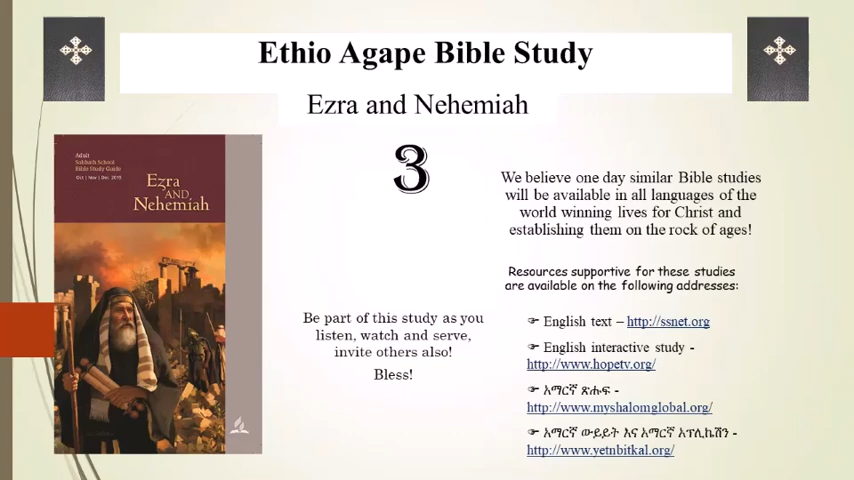 Ethio Agape Bible Study
Ezra and Nehemiah
Adult
Sabbath School
Bible Study Guide
Oct | Nov | Dec 2019
Ezra
AND
Nehemiah
3
Be part of this study as you
listen, watch and serve,
invite others also!
Bless!
We believe one day similar Bible studies
will be available in all languages of the
world winning lives for Christ and
establishing them on the rock of ages!
Resources supportive for these studies
are available on the following addresses:
☞ English text – http://ssnet.org
☞ English interactive study -
http://www.hopetv.org/
☞ አማርኛ ጽሑፍ -
http://www.myshalomglobal.org/
☞ አማርኛ ውይይት እና አማርኛ አፕሊኬሽን -
http://www.yetnbitkal.org/